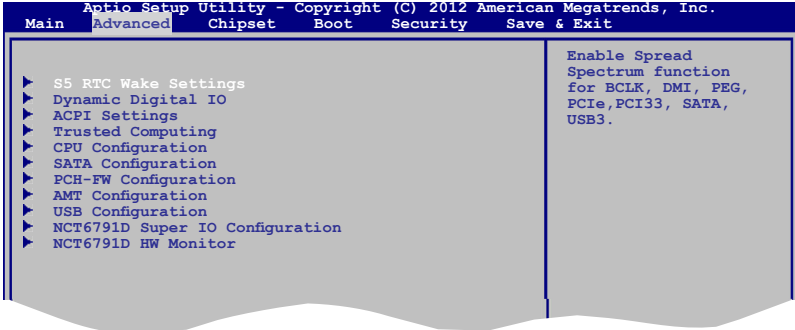 Aptio Setup Utility - Copyright (C) 2012 American Megatrends, Inc.
Main Advanced Chipset Boot Security Save & Exit
S5 RTC Wake Settings
Dynamic Digital IO
ACPI Settings
Trusted Computing
CPU Configuration
SATA Configuration
PCH-FW Configuration
AMT Configuration
USB Configuration
NCT6791D Super IO Configuration
NCT6791D HW Monitor
Enable Spread
Spectrum function
for BCLK, DMI, PEG,
PCIe,PCI33, SATA,
USB3.